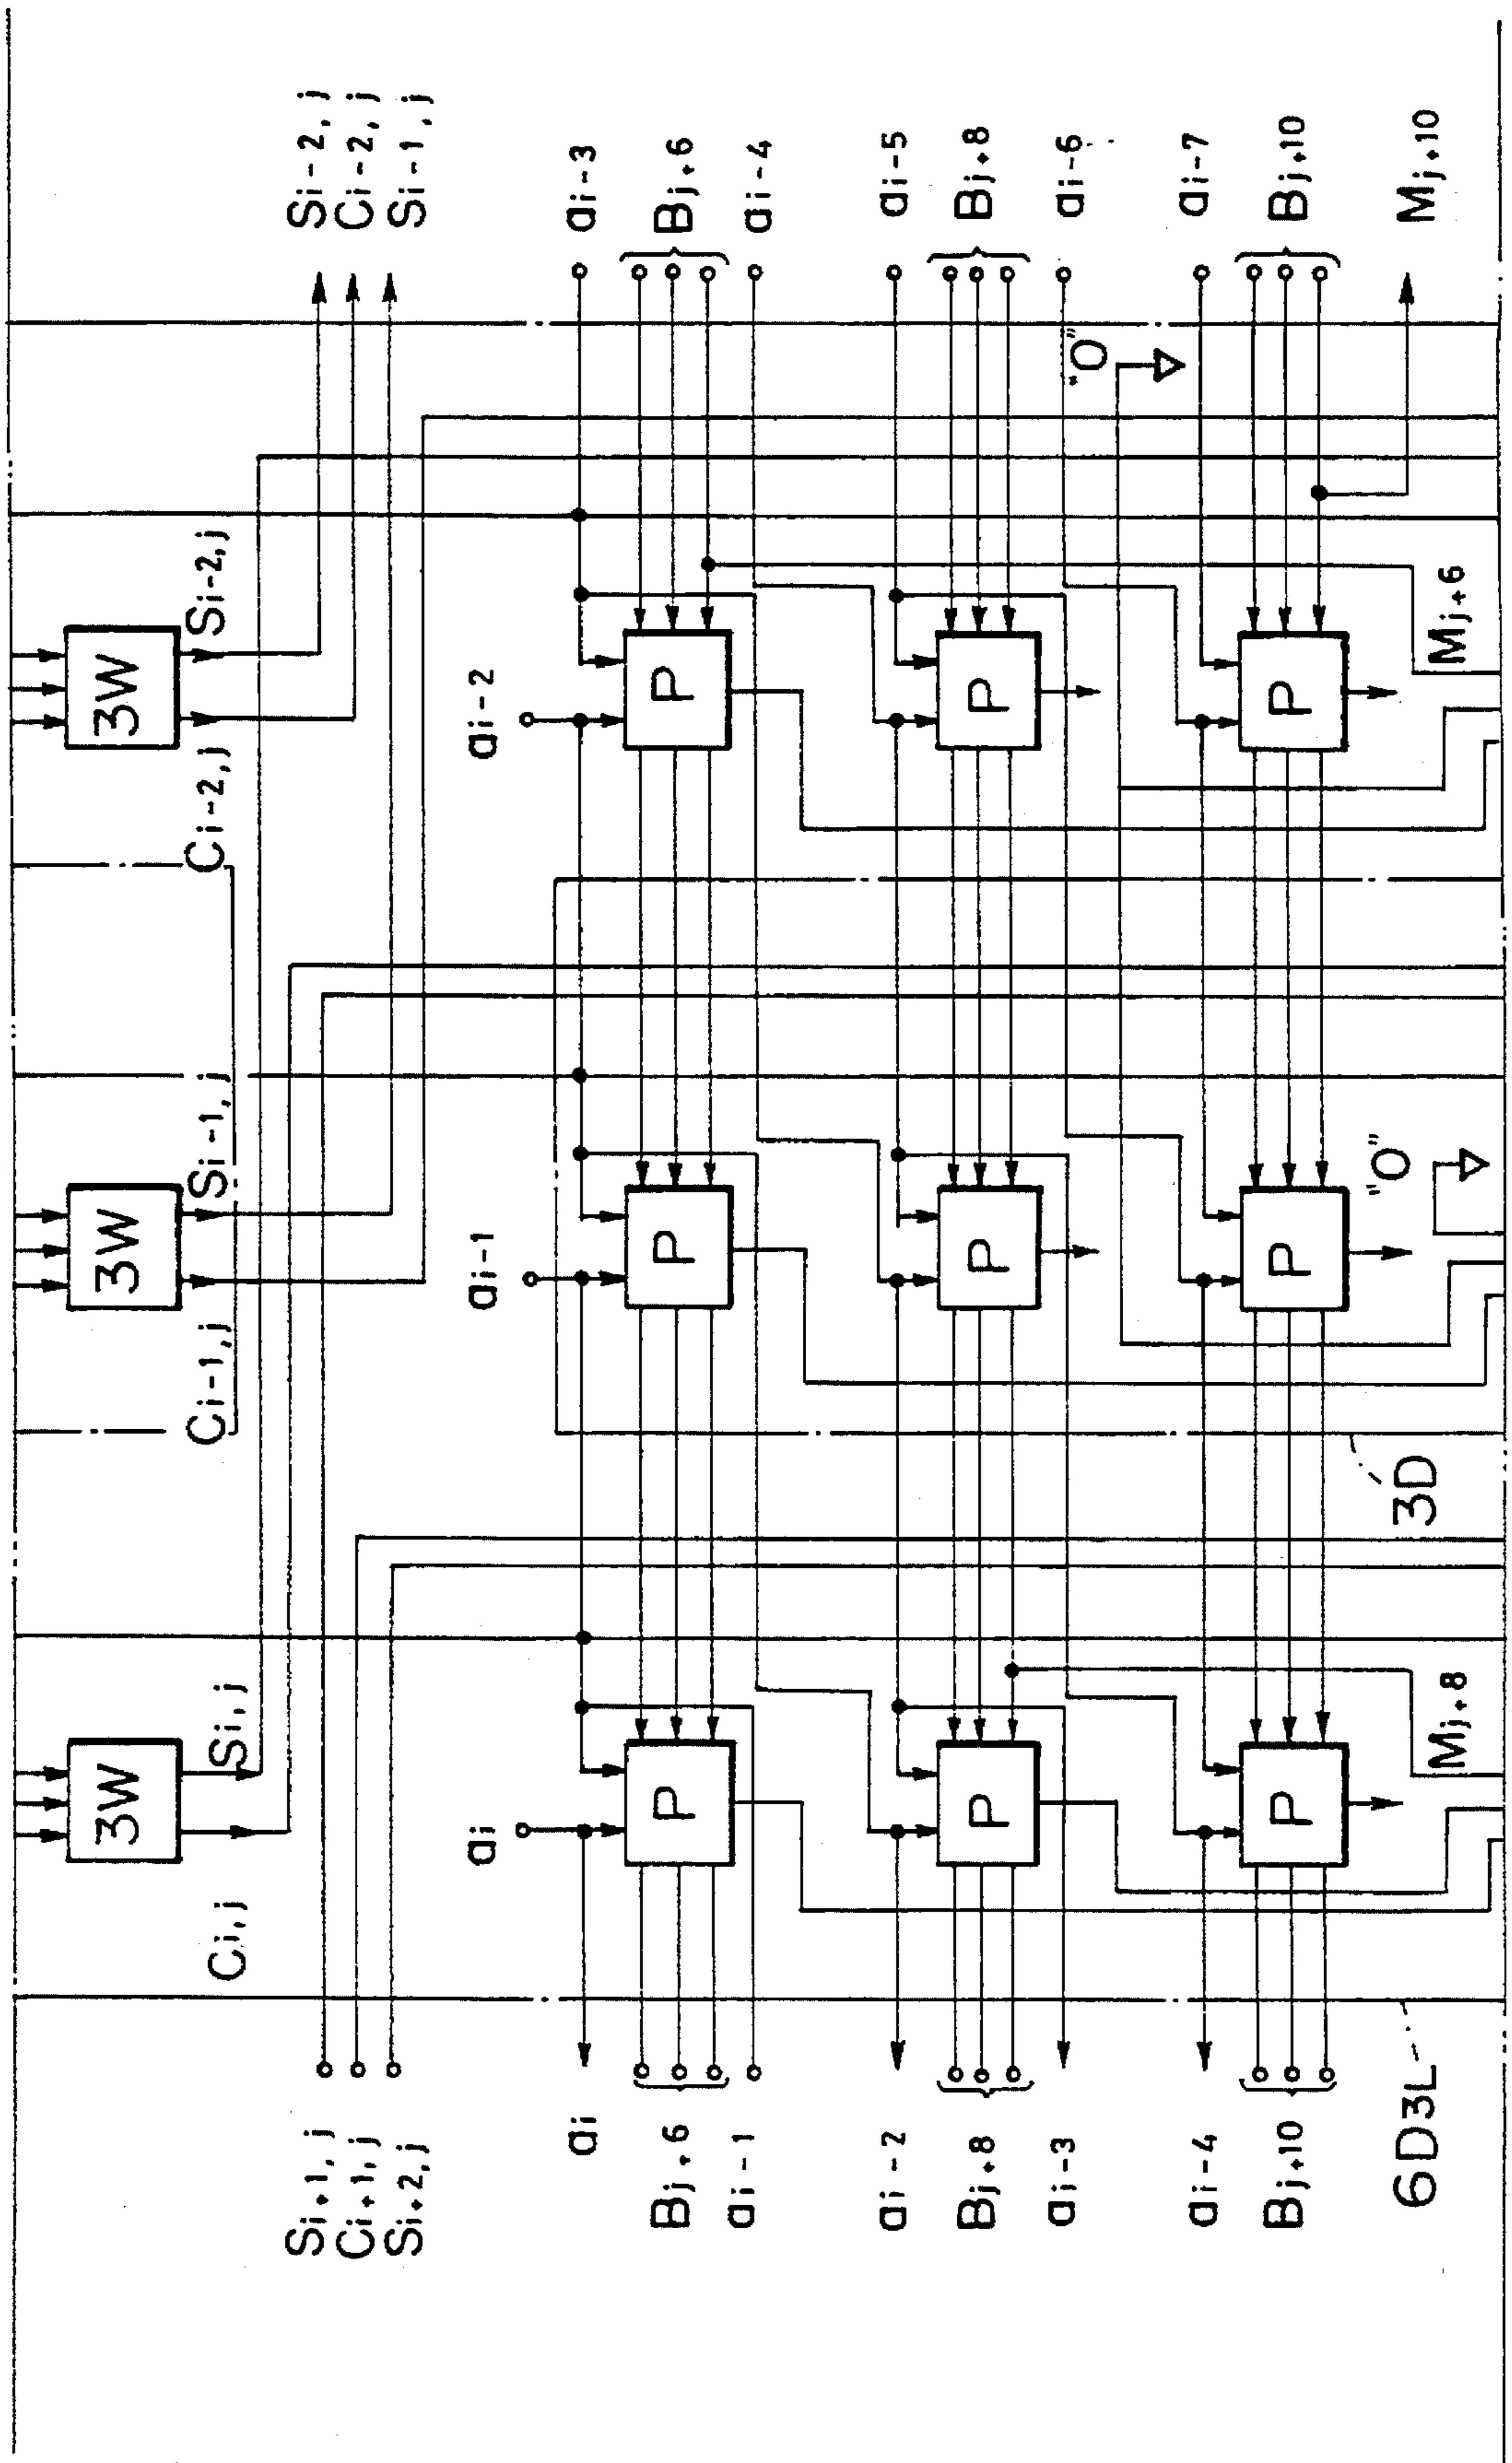 3W
3W
3W
Ci,j
Si,j
Ci-1,j
Si-1,j
Ci-2,j
Si-2,j
Si+1,j
Ci+1,j
Si+2,j
Si-2,j
Ci-2,j
Si-1,j
ai
ai-1
ai-2
ai
ai-3
P
P
P
Bj+6
Bj+6
ai-1
ai-4
ai-2
ai-5
P
P
P
Bj+8
Bj+8
ai-3
ai-6
"0"
ai-4
ai-7
P
P
P
Bj+10
Bj+10
"0"
6D3L
3D
Mj+8
Mj+6
Mj+10